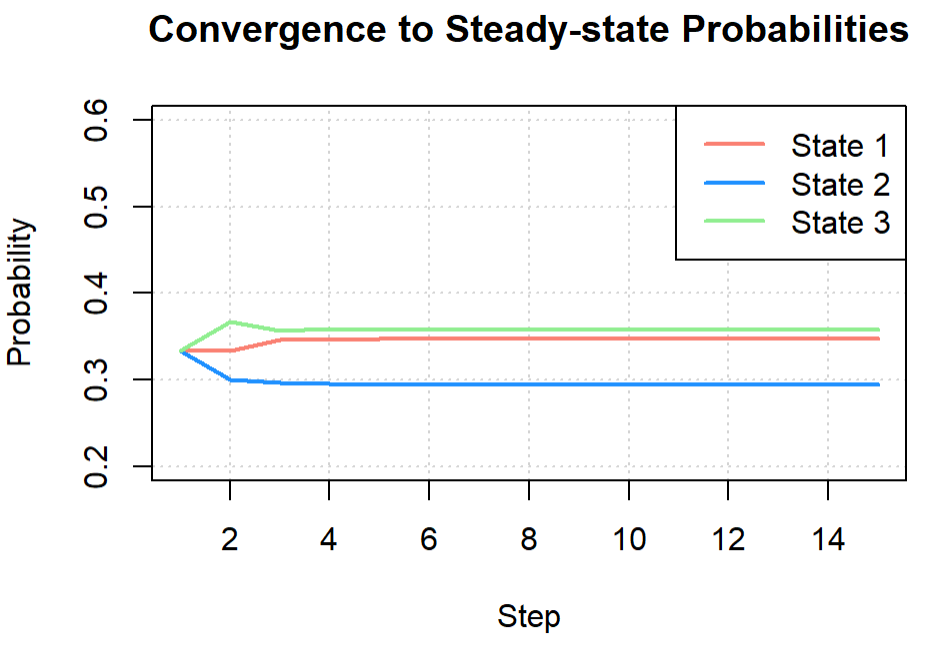 Convergence to Steady-state Probabilities
0.6
0.5
0.4
0.3
0.2
Probability
State 1
State 2
State 3
2 4 6 8 10 12 14
Step